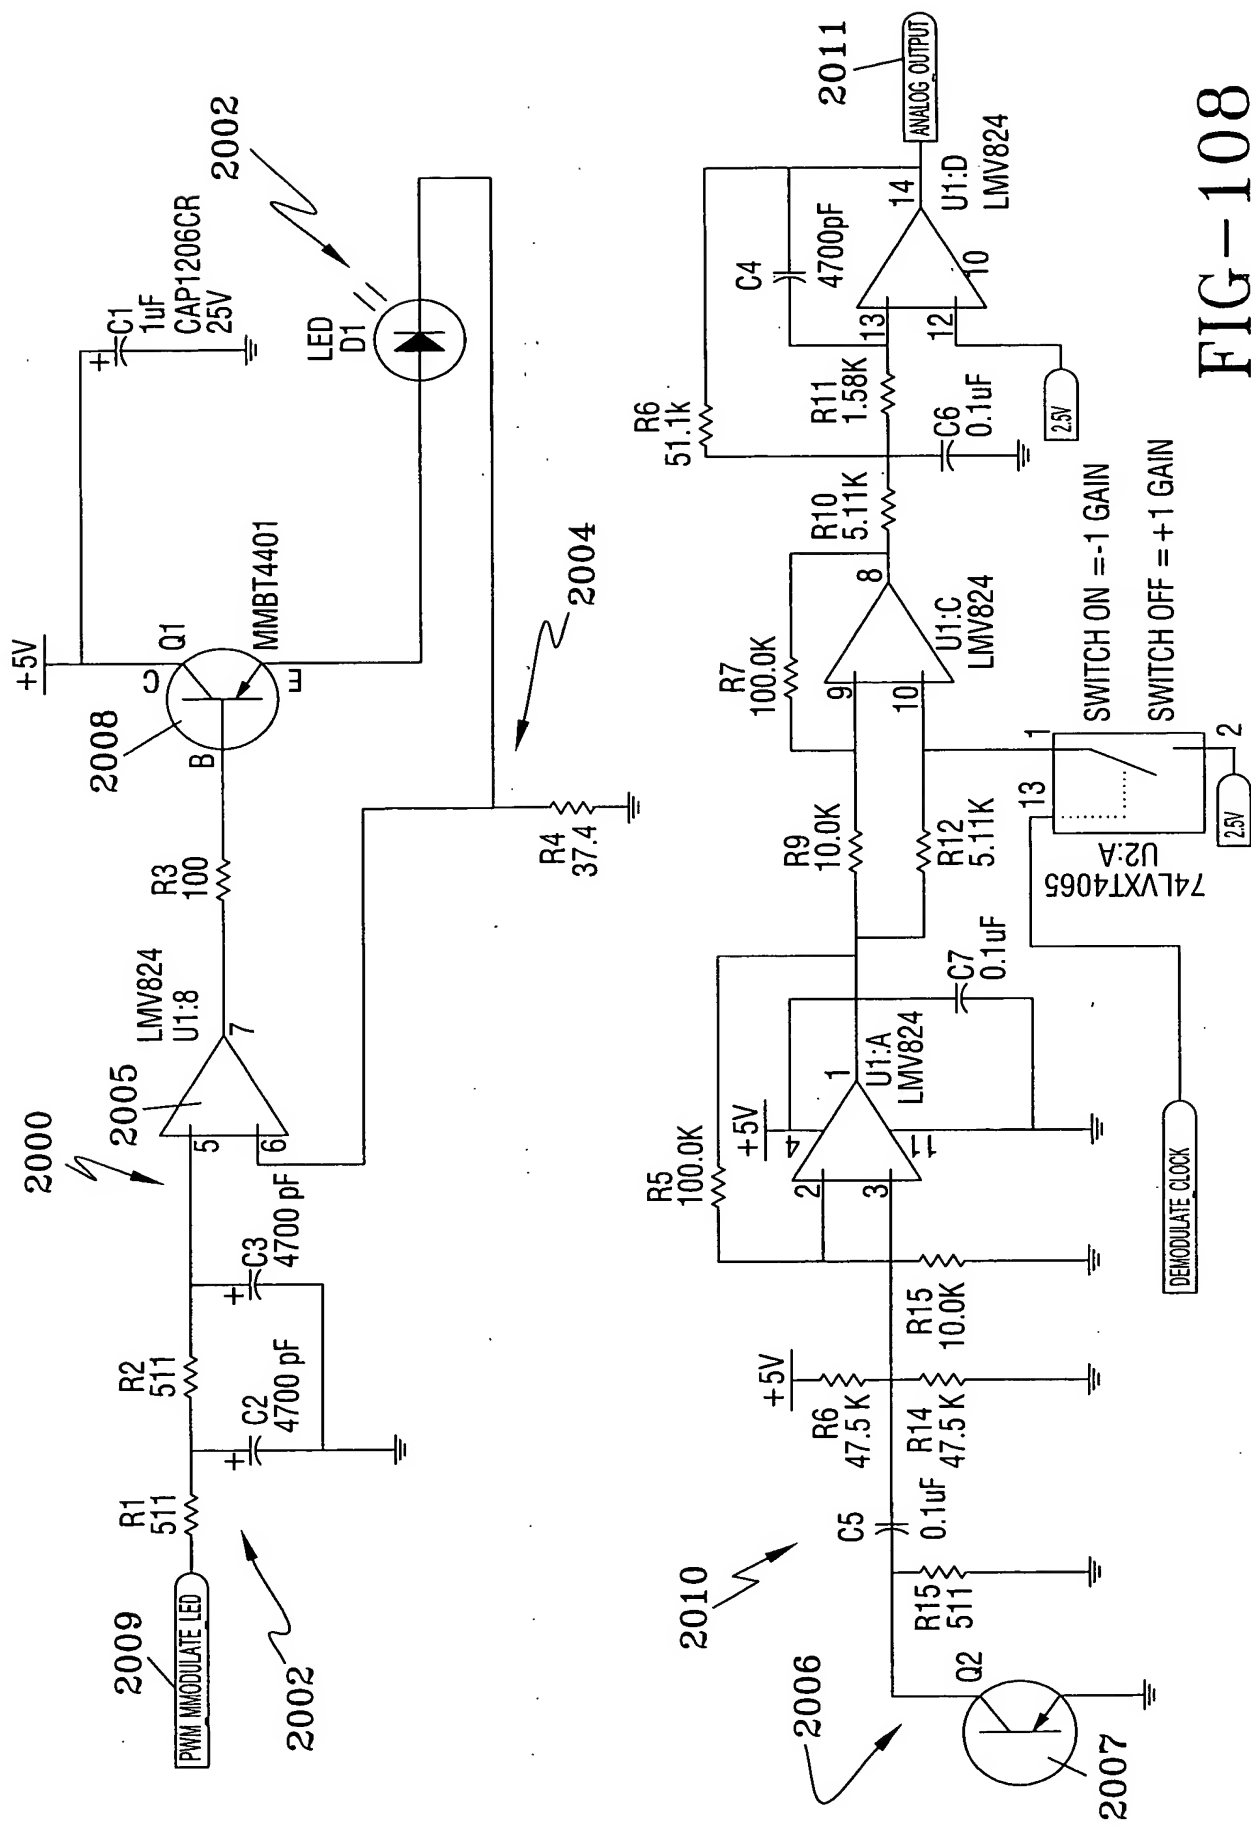 2000
2005
LMV824
U1:8
2008
+5V
C
Q1
B
E
MMBT4401
+
C1
1uF
CAP1206CR
25V
2002
LED
D1
2009
PWM MMODULATE LED
R1
511
R2
511
+
C2
4700 pF
+
C3
4700 pF
5
6
7
R3
100
2002
R4
37.4
2004
2006
2007
Q2
2010
R15
511
C5
0.1uF
+5V
R6
47.5 K
R14
47.5 K
R15
10.0K
R5
100.0K
+5V
4
2
3
1
11
U1:A
LMV824
C7
0.1uF
R9
10.0K
R12
5.11K
R7
100.0K
9
10
8
U1:C
LMV824
R10
5.11K
R6
51.1k
R11
1.58K
C6
0.1uF
C4
4700pF
13
12
14
10
U1:D
LMV824
2.5V
2011
ANALOG_OUTPUT
DEMODULATE_CLOCK
74LVXT4065
U2:A
13
1
2
2.5V
SWITCH ON =-1 GAIN
SWITCH OFF = +1 GAIN
FIG-108